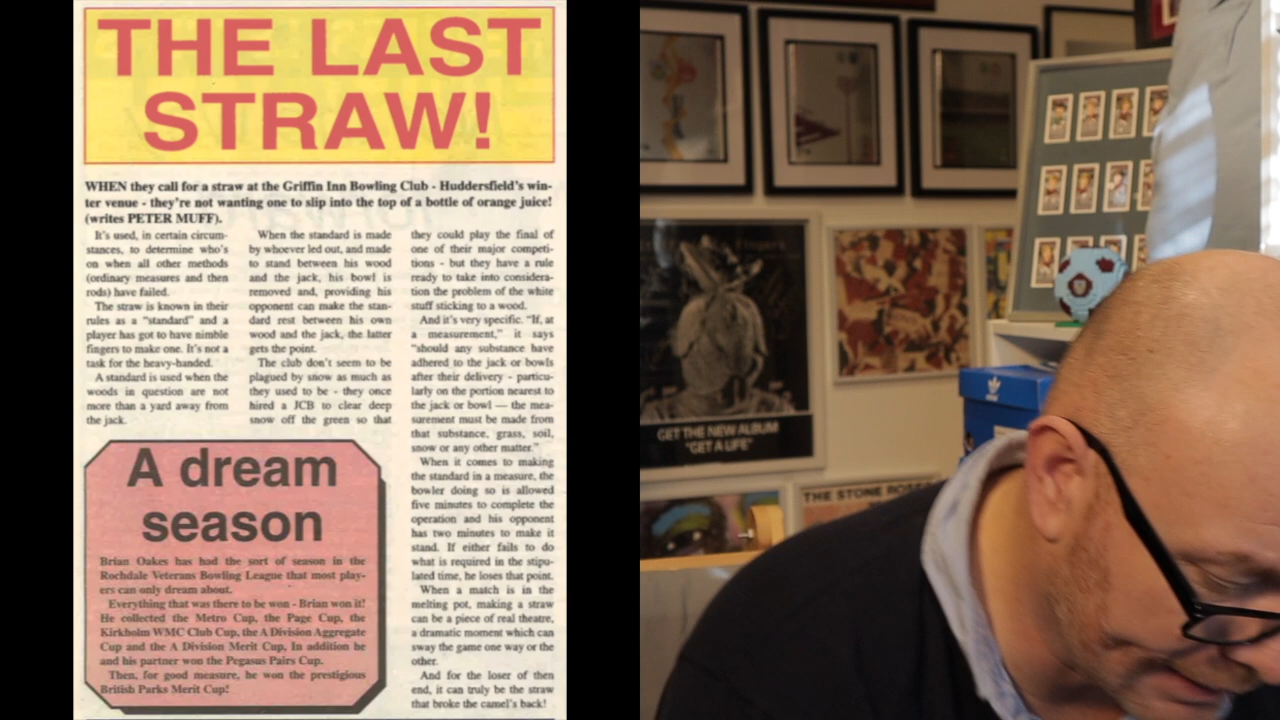 THE LAST
STRAW!
WHEN they call for a straw at the Griffin Inn Bowling Club - Huddersfield's win-
ter venue - they're not wanting one to slip into the top of a bottle of orange juice!
(writes PETER MUFF).
It's used, in certain circum-
stances, to determine who's
on when all other methods
(ordinary measures and then
rods) have failed.
The straw is known in their
rules as a "standard" and a
player has got to have nimble
fingers to make one. It's not a
task for the heavy-handed.
A standard is used when the
woods in question are not
more than a yard away from
the jack.
When the standard is made
by whoever led out, and made
to stand between his wood
and the jack, his bowl is
removed and, providing his
opponent can make the stan-
dard rest between his own
wood and the jack, the latter
gets the point.
The club don't seem to be
plagued by snow as much as
they used to be - they once
hired a JCB to clear deep
snow off the green so that
they could play the final of
one of their major competi-
tions - but they have a rule
ready to take into considera-
tion the problem of the white
stuff sticking to a wood.
And it's very specific. "If, at
a measurement," it says
"should any substance have
adhered to the jack or bowls
after their delivery - particu-
larly on the portion nearest to
the jack or bowl — the mea-
surement must be made from
that substance, grass, soil,
snow or any other matter."
When it comes to making
the standard in a measure, the
bowler doing so is allowed
five minutes to complete the
operation and his opponent
has two minutes to make it
stand. If either fails to do
what is required in the stipu-
lated time, he loses that point.
When a match is in the
melting pot, making a straw
can be a piece of real theatre,
a dramatic moment which can
sway the game one way or the
other.
And for the loser of then
end, it can truly be the straw
that broke the camel's back!
A dream
season
Brian Oakes has had the sort of season in the
Rochdale Veterans Bowling League that most play-
ers can only dream about.
Everything that was there to be won - Brian won it!
He collected the Metro Cup, the Page Cup, the
Kirkholm WMC Club Cup, the A Division Aggregate
Cup and the A Division Merit Cup, In addition he
and his partner won the Pegasus Pairs Cup.
Then, for good measure, he won the prestigious
British Parks Merit Cup!
GET THE NEW ALBUM
"GET A LIFE"
THE STONE ROSES
adidas